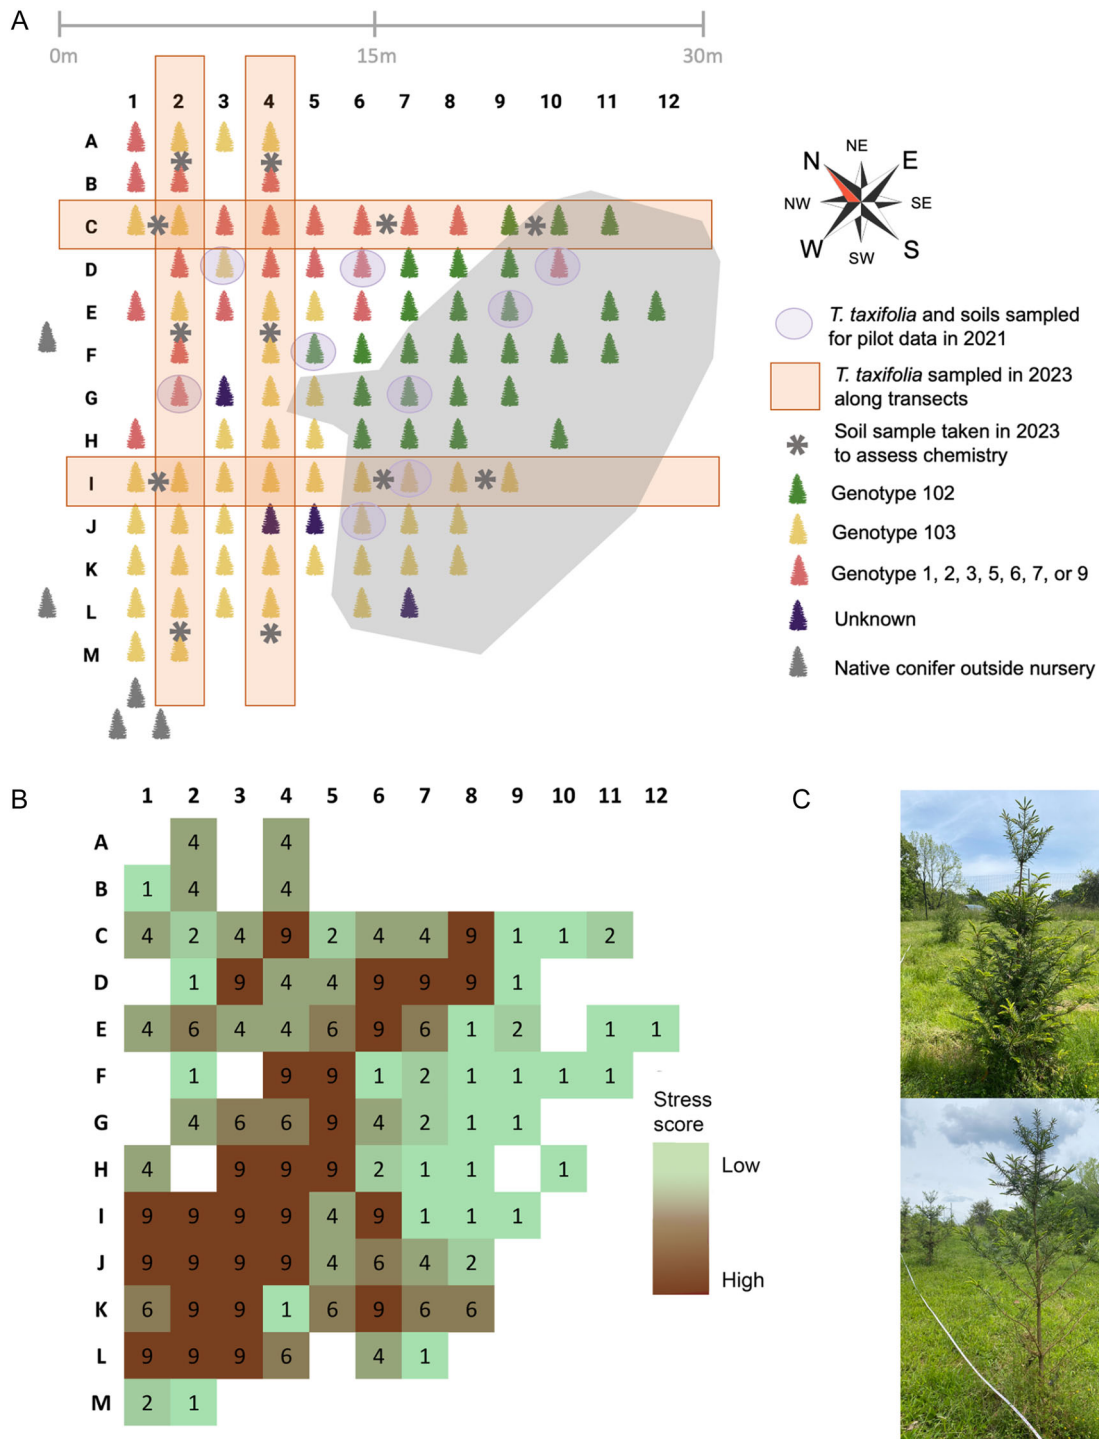 A
0m 15m 30m
1 2 3 4 5 6 7 8 9 10 11 12
A
B
C
D
E
F
G
H
I
J
K
L
M
NE
N E
NW SE
W S
SW
T. taxifolia and soils sampled
for pilot data in 2021
T. taxifolia sampled in 2023
along transects
Soil sample taken in 2023
to assess chemistry
Genotype 102
Genotype 103
Genotype 1, 2, 3, 5, 6, 7, or 9
Unknown
Native conifer outside nursery
B
1 2 3 4 5 6 7 8 9 10 11 12
A 4 4
B 1 4 4
C 4 2 4 9 2 4 4 9 1 1 2
D 1 9 4 4 9 9 9 1
E 4 6 4 4 6 9 6 1 2 1 1
F 1 9 9 1 2 1 1 1 1
G 4 6 6 9 4 2 1 1
H 4 9 9 9 2 1 1 1
I 9 9 9 9 4 9 1 1 1
J 9 9 9 9 4 6 4 2
K 6 9 9 1 6 9 6 6
L 9 9 9 6 4 1
M 2 1
Stress
score
Low
High
C